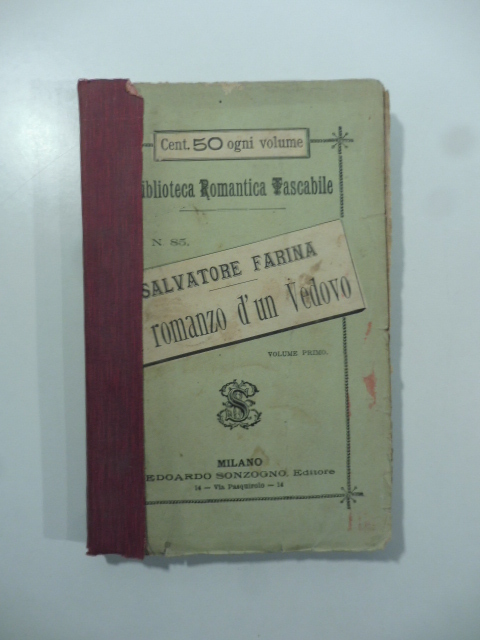 Cent. 50 ogni volume
iblioteca Romantica Tascabile
N. 85.
SALVATORE FARINA
romanzo d'un Vedovo
VOLUME PRIMO.
MILANO
EDOARDO SONZOGNO, Editore
14 — Via Pasquirolo — 14